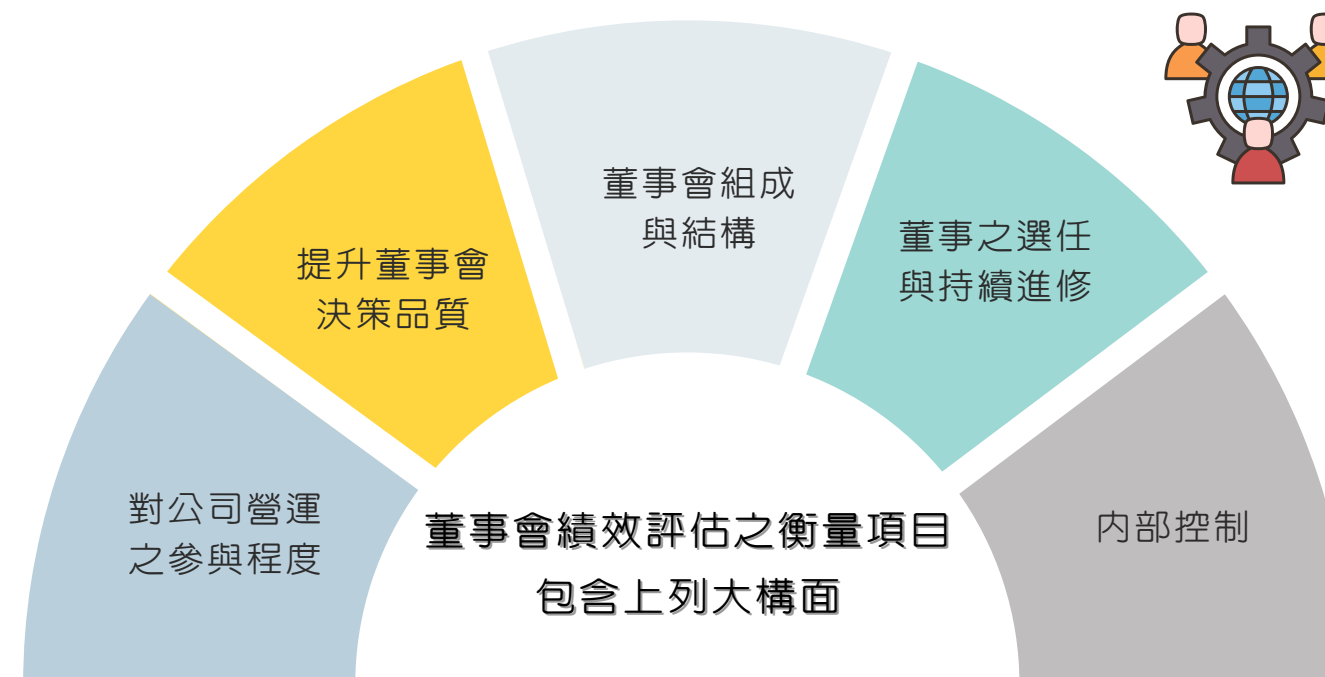 對公司營運
之參與程度
提升董事會
決策品質
董事會組成
與結構
董事之選任
與持續進修
内部控制
董事會績效評估之衡量項目
包含上列大構面